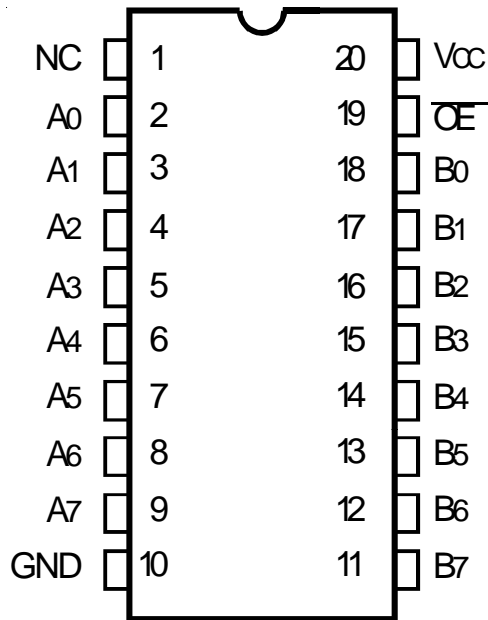 NC 1 20 VCC
A0 2 19 OE
A1 3 18 B0
A2 4 17 B1
A3 5 16 B2
A4 6 15 B3
A5 7 14 B4
A6 8 13 B5
A7 9 12 B6
GND 10 11 B7